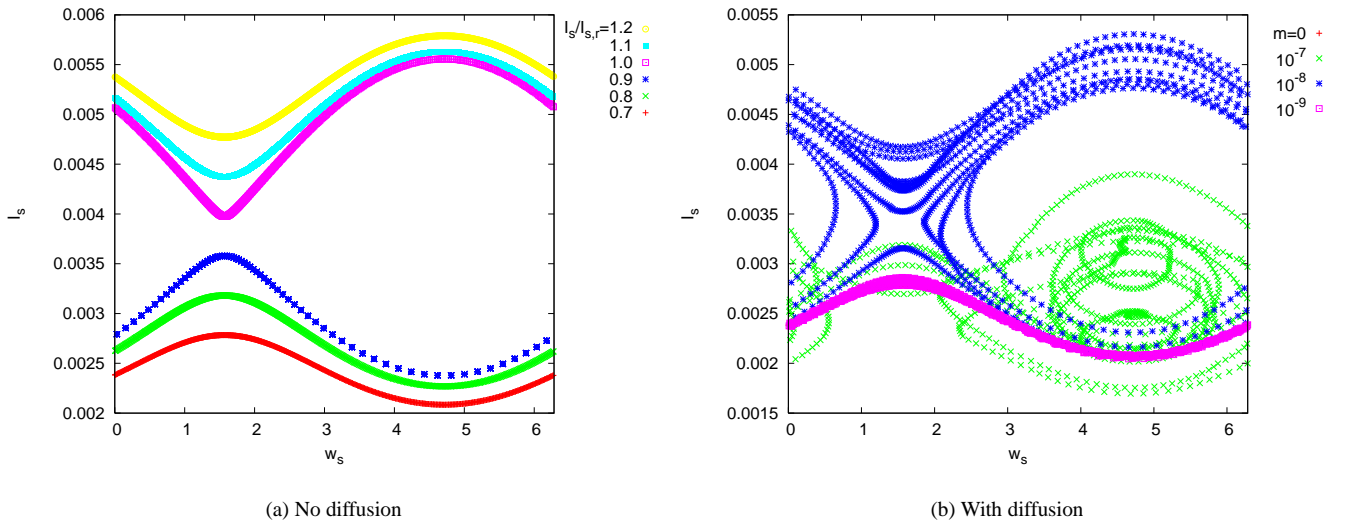 0.006
0.0055
0.005
0.0045
0.004
0.0035
0.003
0.0025
0.002
I_s
0 1 2 3 4 5 6
w_s
I_s/I_{s,r}=1.2
1.1
1.0
0.9
0.8
0.7
(a) No diffusion
0.0055
0.005
0.0045
0.004
0.0035
0.003
0.0025
0.002
0.0015
I_s
0 1 2 3 4 5 6
w_s
m=0
10^{-7}
10^{-8}
10^{-9}
(b) With diffusion